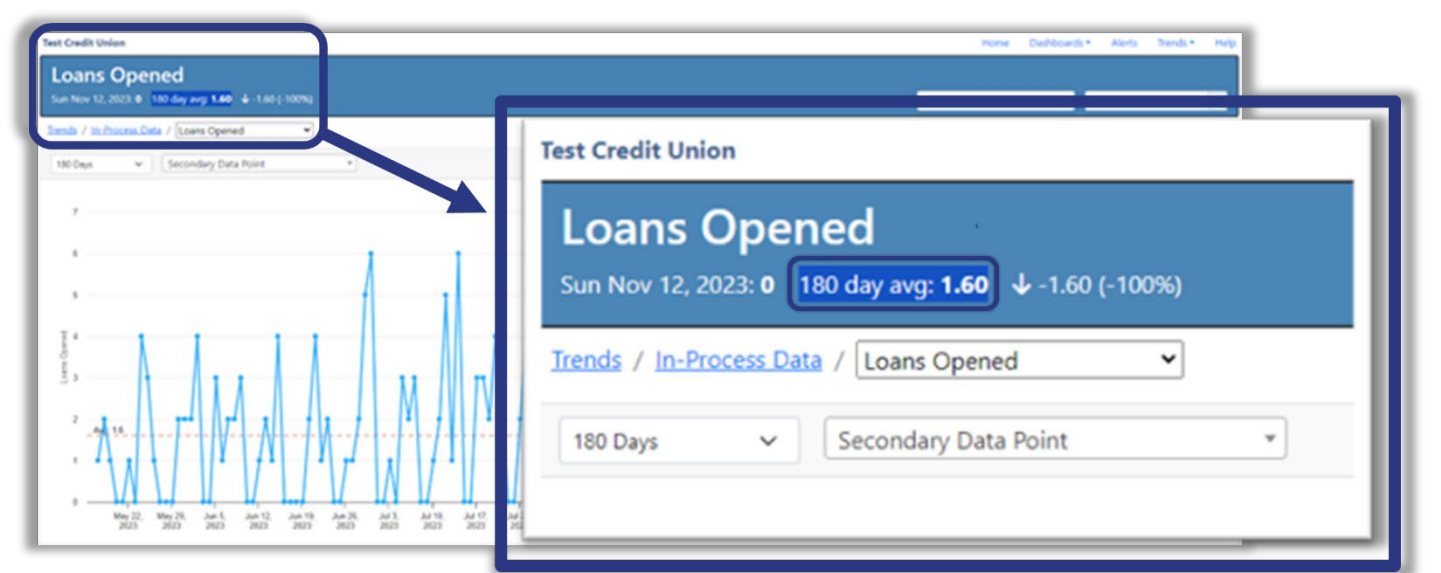 Test Credit Union
Home Dashboards Alerts Trends Help
Loans Opened
Sun Nov 12, 2023: 0 180 day avg: 1.60 ↓ -1.60 (-100%)
Trends / In-Process Data / Loans Opened
180 Days Secondary Data Point
7
6
5
4
3
2
1
0
Loans Opened
Avg: 1.6
May 22, 2023 May 29, 2023 Jun 5, 2023 Jun 12, 2023 Jun 19, 2023 Jun 26, 2023 Jul 3, 2023 Jul 10, 2023 Jul 17, 2023
Test Credit Union
Loans Opened
Sun Nov 12, 2023: 0 180 day avg: 1.60 ↓ -1.60 (-100%)
Trends / In-Process Data / Loans Opened
180 Days Secondary Data Point